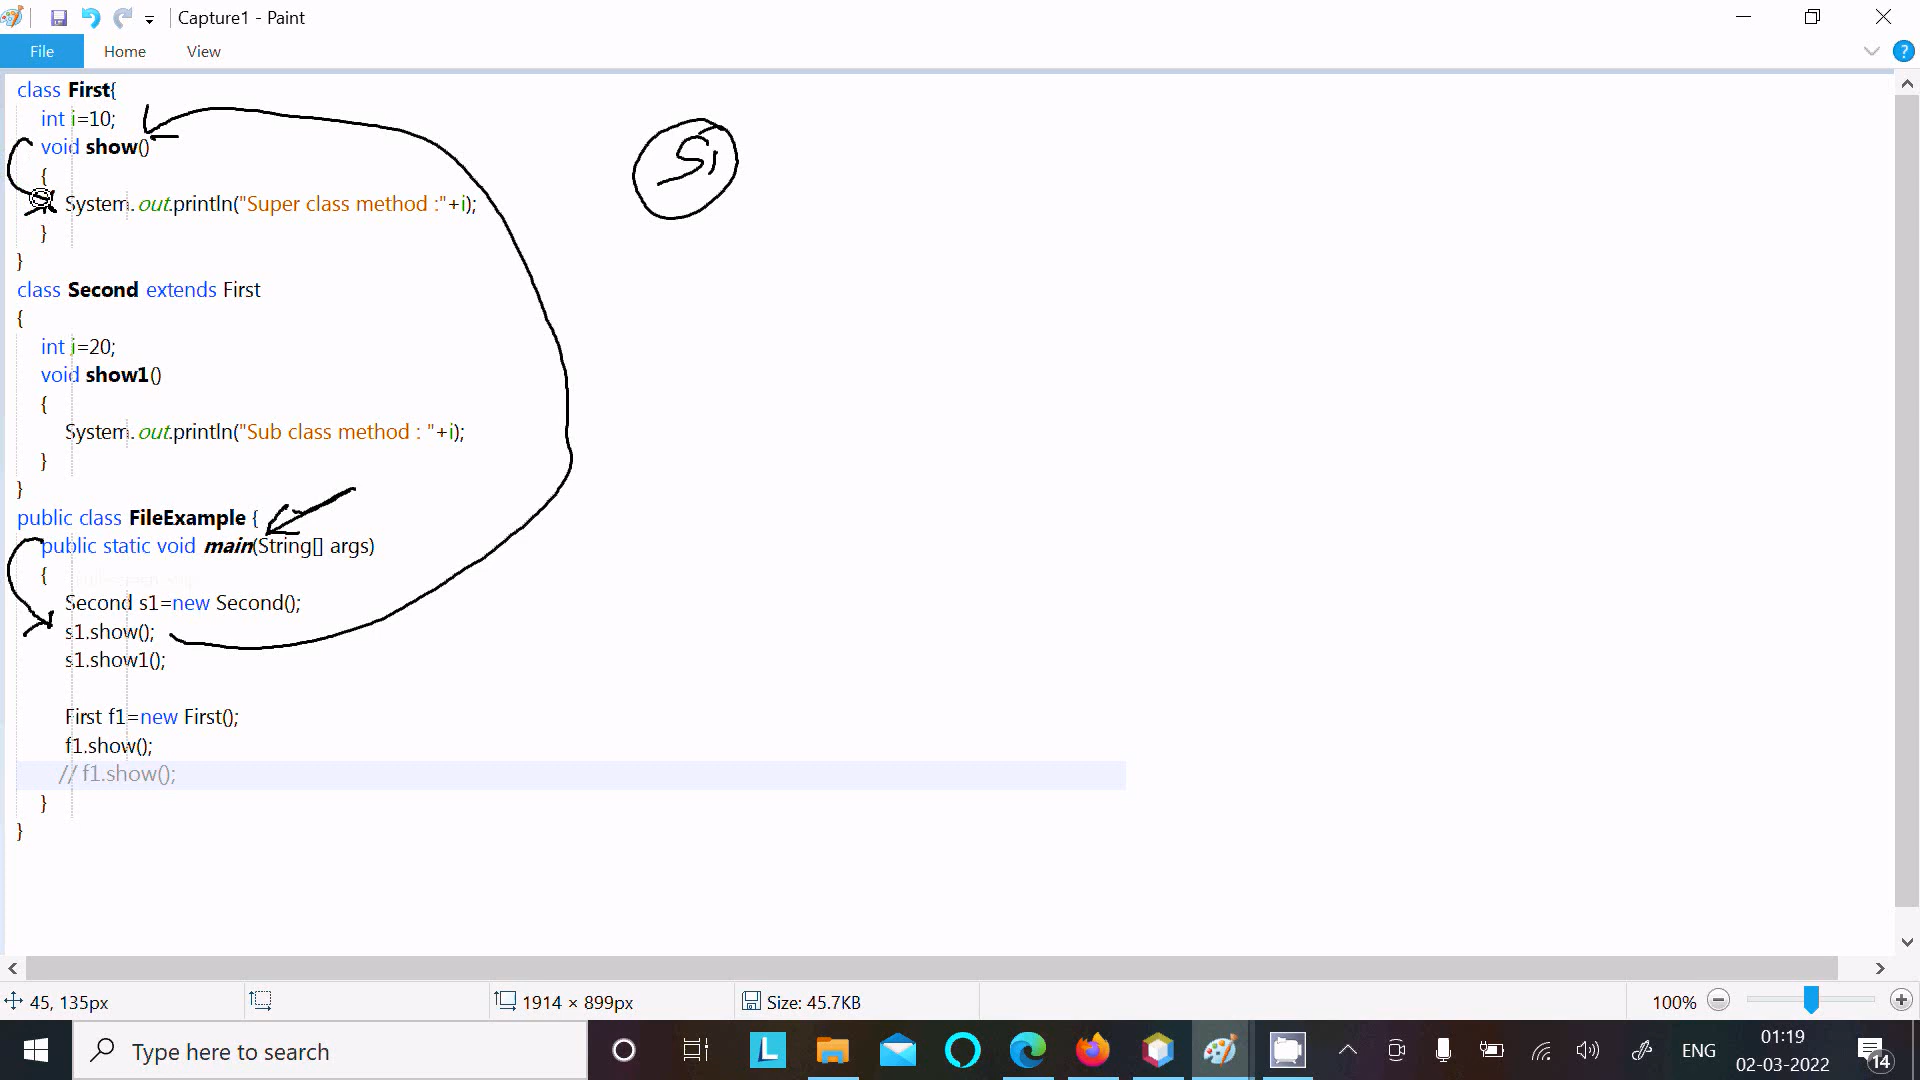 Capture1 - Paint
File Home View
class First{
int i=10;
void show()
{
System.out.println("Super class method :"+i);
}
}
class Second extends First
{
int i=20;
void show1()
{
System.out.println("Sub class method : "+i);
}
}
public class FileExample {
public static void main(String[] args)
{
Second s1=new Second();
s1.show();
s1.show1();
First f1=new First();
f1.show();
// f1.show();
}
}
S1
45, 135px 1914 × 899px Size: 45.7KB 100%
Type here to search
L
ENG
01:19
02-03-2022
14